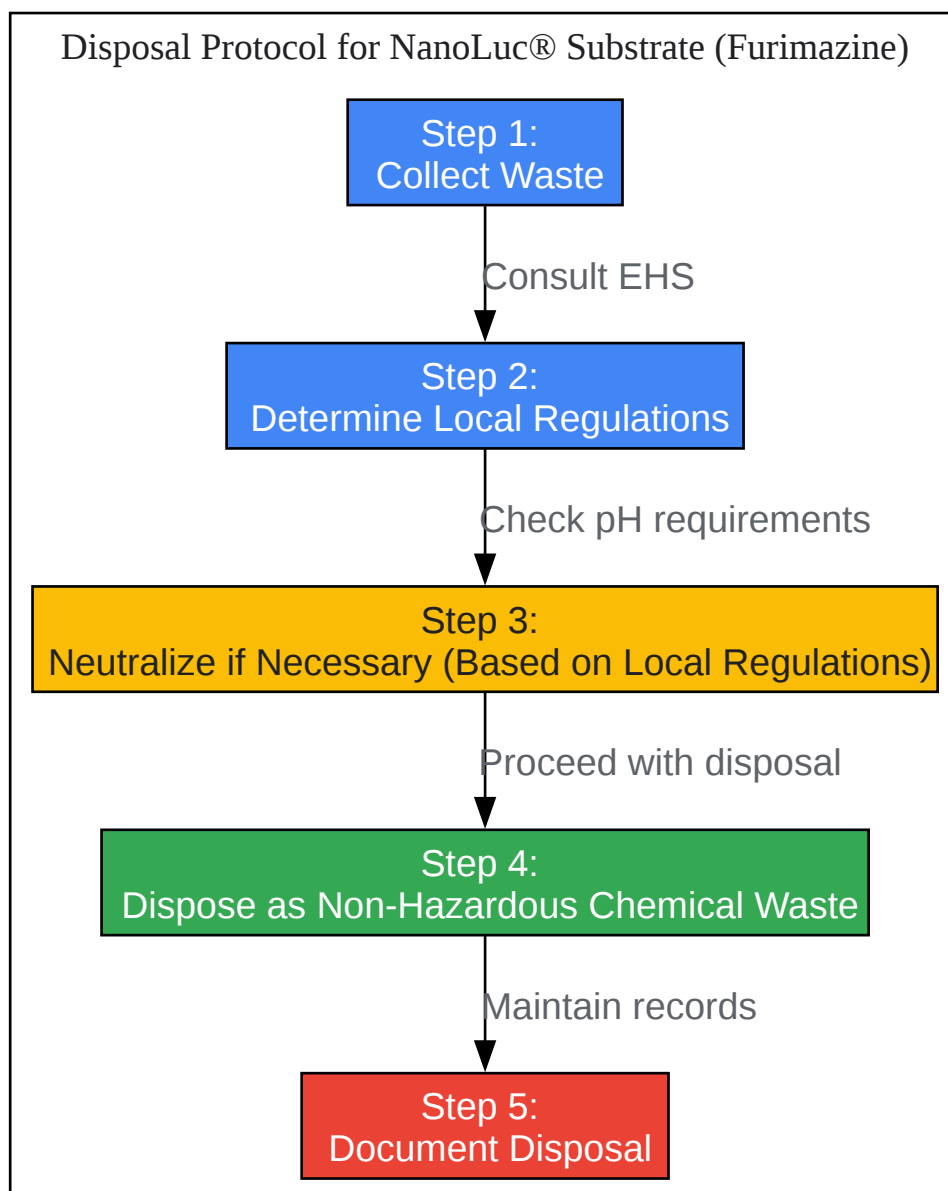 Disposal Protocol for NanoLuc® Substrate (Furimazine)
Step 1:
Collect Waste
Consult EHS
Step 2:
Determine Local Regulations
Check pH requirements
Step 3:
Neutralize if Necessary (Based on Local Regulations)
Proceed with disposal
Step 4:
Dispose as Non-Hazardous Chemical Waste
Maintain records
Step 5:
Document Disposal